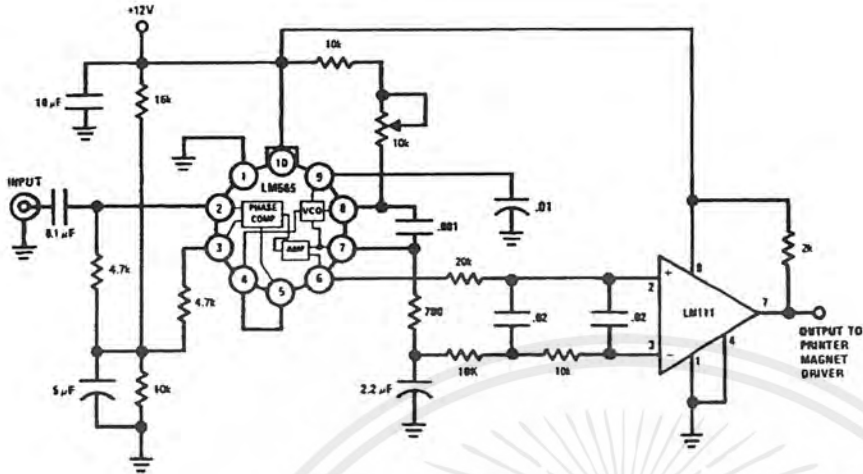 +12V
10k
10 µF
10k
INPUT
0.1 µF
1
10
9
LM565
2
PHASE COMP
VCO
8
AMP
3
7
4
5
6
.001
.01
4.7k
4.7k
20k
2
+
8
2k
LM111
7
.02
.02
3
-
1
4
OUTPUT TO
PRINTER
MAGNET
DRIVER
5 µF
10k
2.2 µF
10k